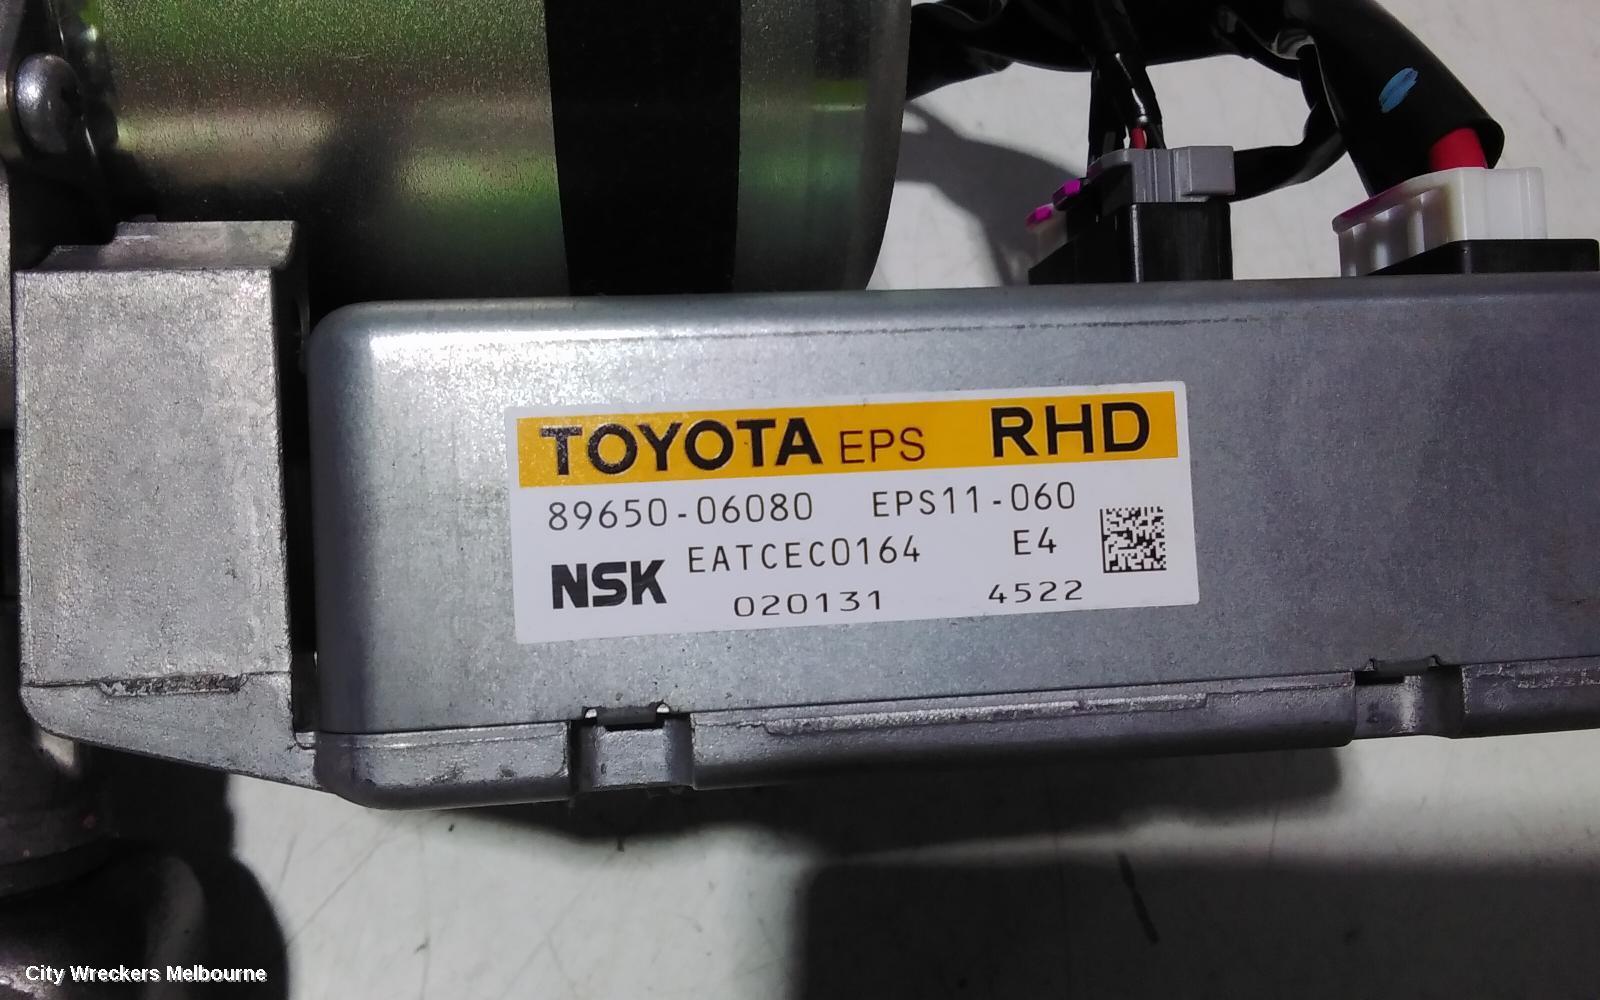 TOYOTA EPS RHD
89650-06080 EPS11-060
NSK EATCEC0164 E4
020131 4522
City Wreckers Melbourne